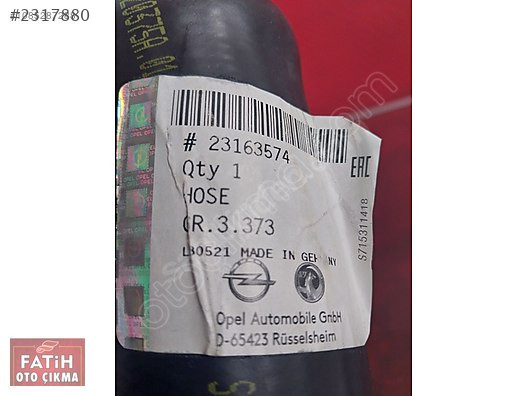 #2317880
# 23163574
Qty 1
HOSE
GR.3.373
LB0521 MADE IN GERMANY
EAC
S715311418
Opel Automobile GmbH
D-65423 Rüsselsheim
FATİH
OTO ÇIKMA